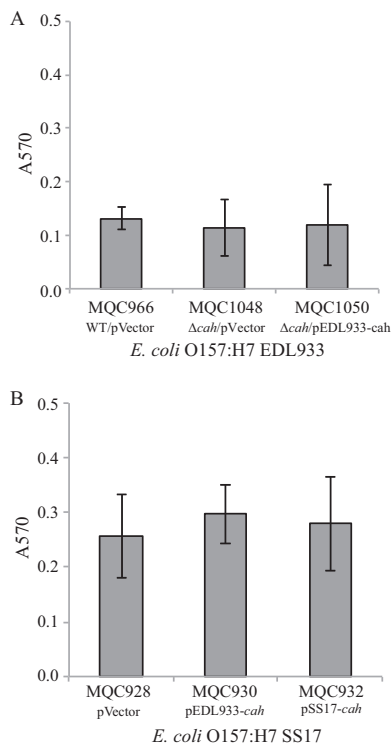 A
0.5
0.4
0.3
0.2
0.1
0.0
A570
MQC966 MQC1048 MQC1050
WT/pVector Δcah/pVector Δcah/pEDL933-cah
E. coli O157:H7 EDL933
B
0.5
0.4
0.3
0.2
0.1
0.0
A570
MQC928 MQC930 MQC932
pVector pEDL933-cah pSS17-cah
E. coli O157:H7 SS17